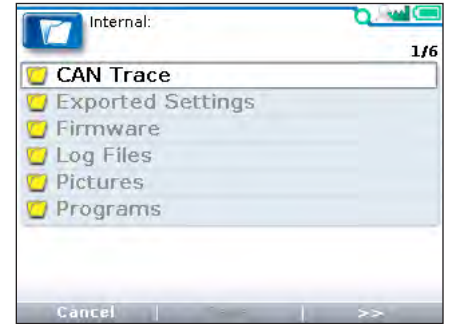 Internal:
1/6
CAN Trace
Exported Settings
Firmware
Log Files
Pictures
Programs
Cancel >>